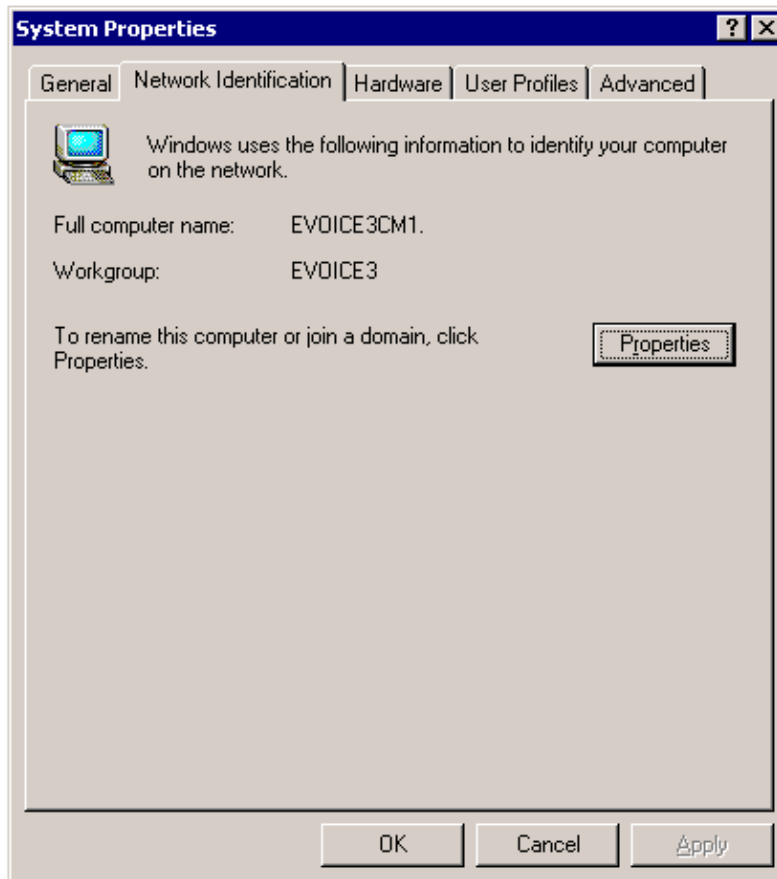 System Properties
General Network Identification Hardware User Profiles Advanced
Windows uses the following information to identify your computer
on the network.
Full computer name: EVOICE3CM1.
Workgroup: EVOICE3
To rename this computer or join a domain, click
Properties.
Properties
OK Cancel Apply